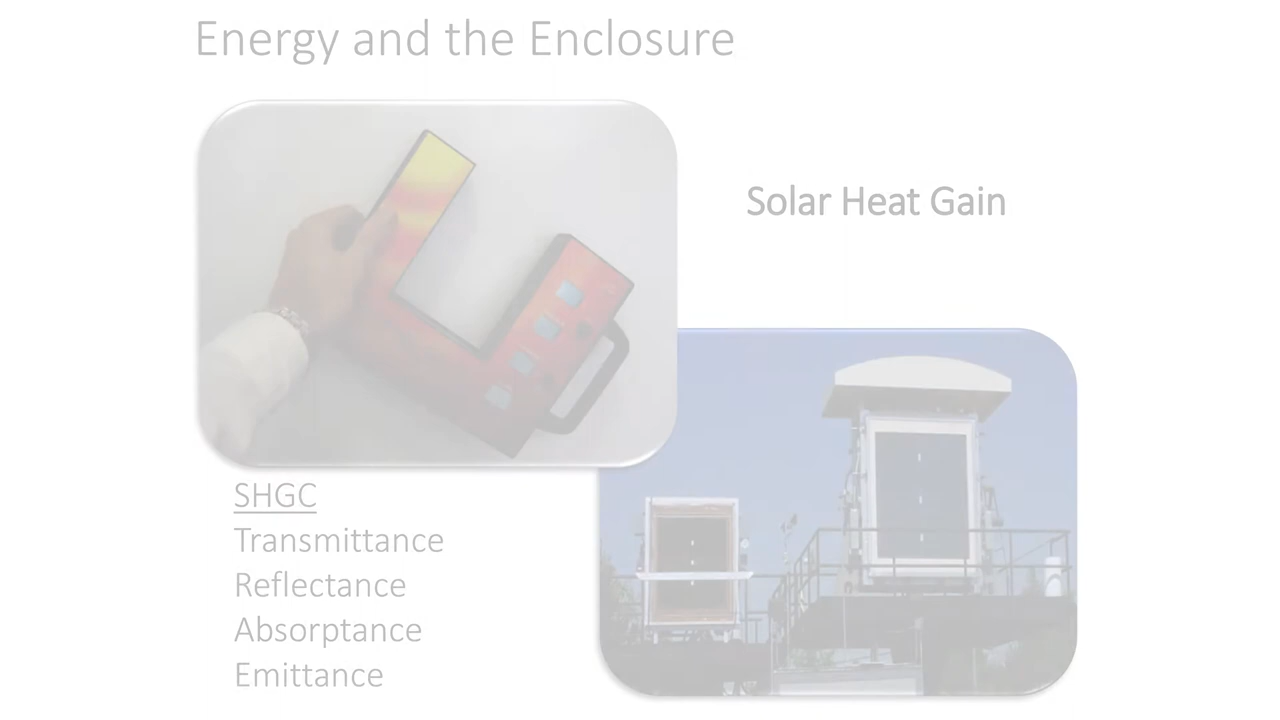 Energy and the Enclosure
Solar Heat Gain
SHGC
Transmittance
Reflectance
Absorptance
Emittance